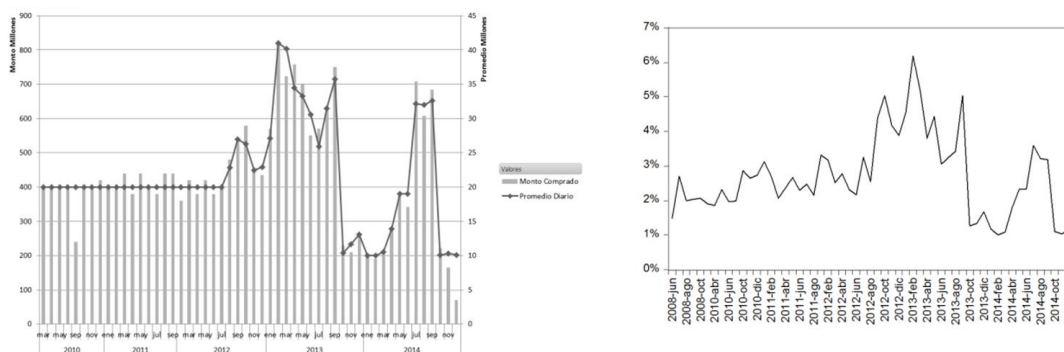 Monto Millones
900
800
700
600
500
400
300
200
100
0
Promedio Millones
45
40
35
30
25
20
15
10
5
0
mar may jul sep nov ene mar may jul sep nov ene mar may jul sep nov ene mar may jul sep nov ene mar may jul sep nov
2010 2011 2012 2013 2014
Valores
Monto Comprado
Promedio Diario
7%
6%
5%
4%
3%
2%
1%
0%
2008-jun
2008-ago
2008-oct
2010-abr
2010-jun
2010-oct
2010-dic
2011-feb
2011-abr
2011-jun
2011-ago
2012-feb
2012-abr
2012-jun
2012-ago
2012-oct
2012-dic
2013-feb
2013-abr
2013-jun
2013-ago
2013-oct
2013-dic
2014-feb
2014-abr
2014-jun
2014-ago
2014-oct